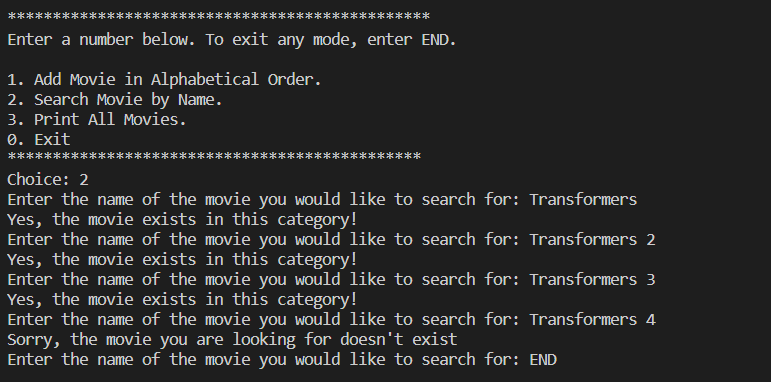 ***********************************************
Enter a number below. To exit any mode, enter END.
1. Add Movie in Alphabetical Order.
2. Search Movie by Name.
3. Print All Movies.
0. Exit
**********************************************
Choice: 2
Enter the name of the movie you would like to search for: Transformers
Yes, the movie exists in this category!
Enter the name of the movie you would like to search for: Transformers 2
Yes, the movie exists in this category!
Enter the name of the movie you would like to search for: Transformers 3
Yes, the movie exists in this category!
Enter the name of the movie you would like to search for: Transformers 4
Sorry, the movie you are looking for doesn't exist
Enter the name of the movie you would like to search for: END